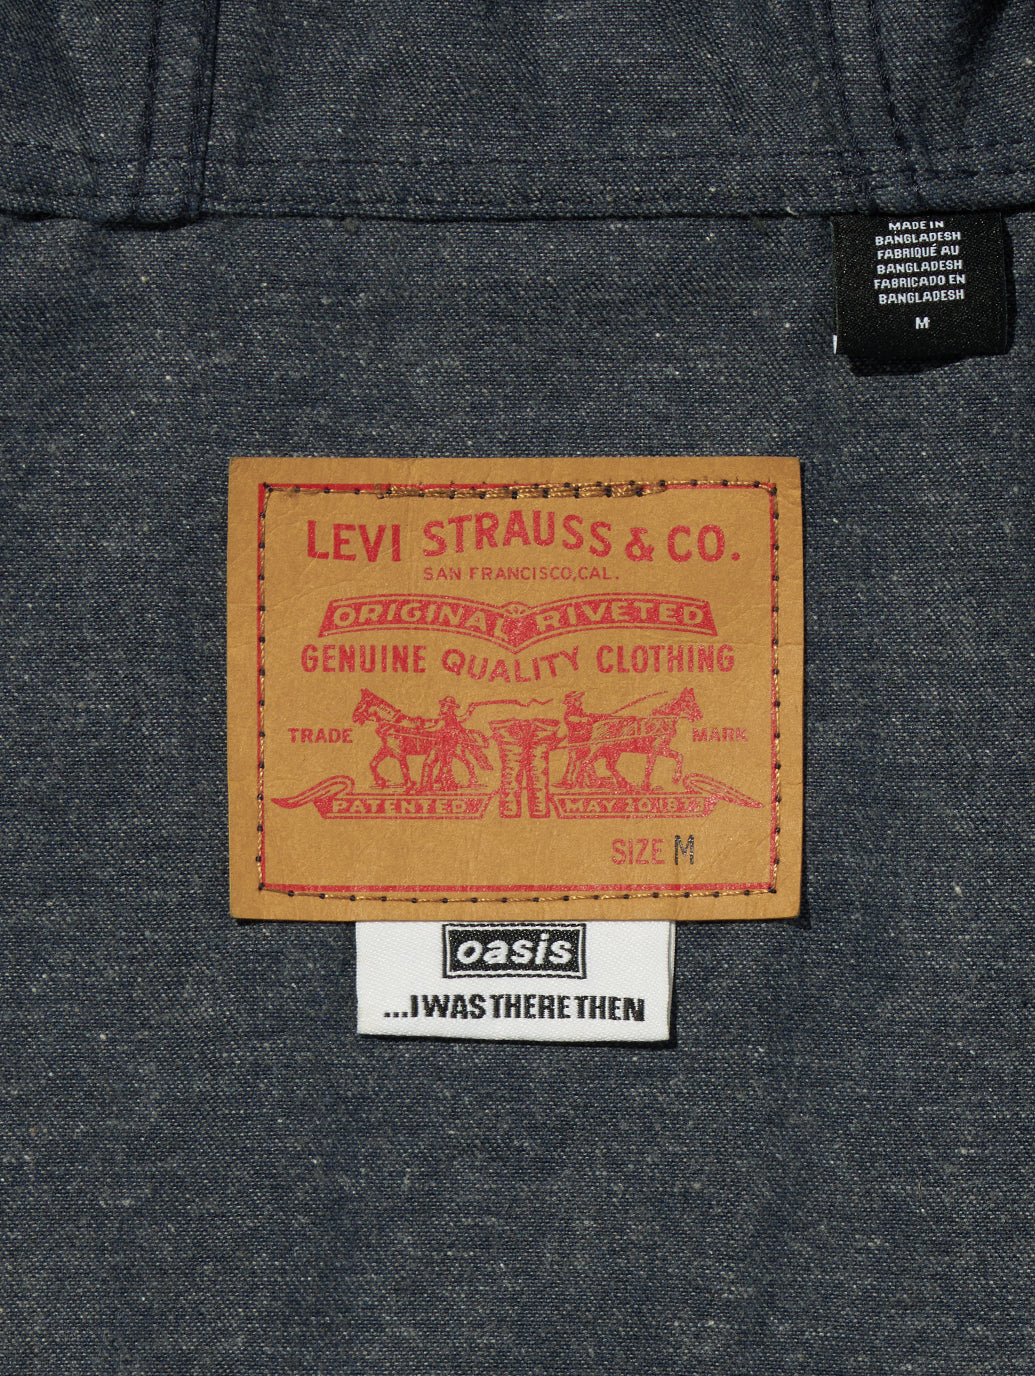 MADE IN
BANGLADESH
FABRIQUÉ AU
BANGLADESH
FABRICADO EN
BANGLADESH
M
LEVI STRAUSS & CO.
SAN FRANCISCO, CAL.
ORIGINAL RIVETED
GENUINE QUALITY CLOTHING
TRADE MARK
PATENTED MAY 20 1873
SIZE M
oasis
...I WAS THERE THEN